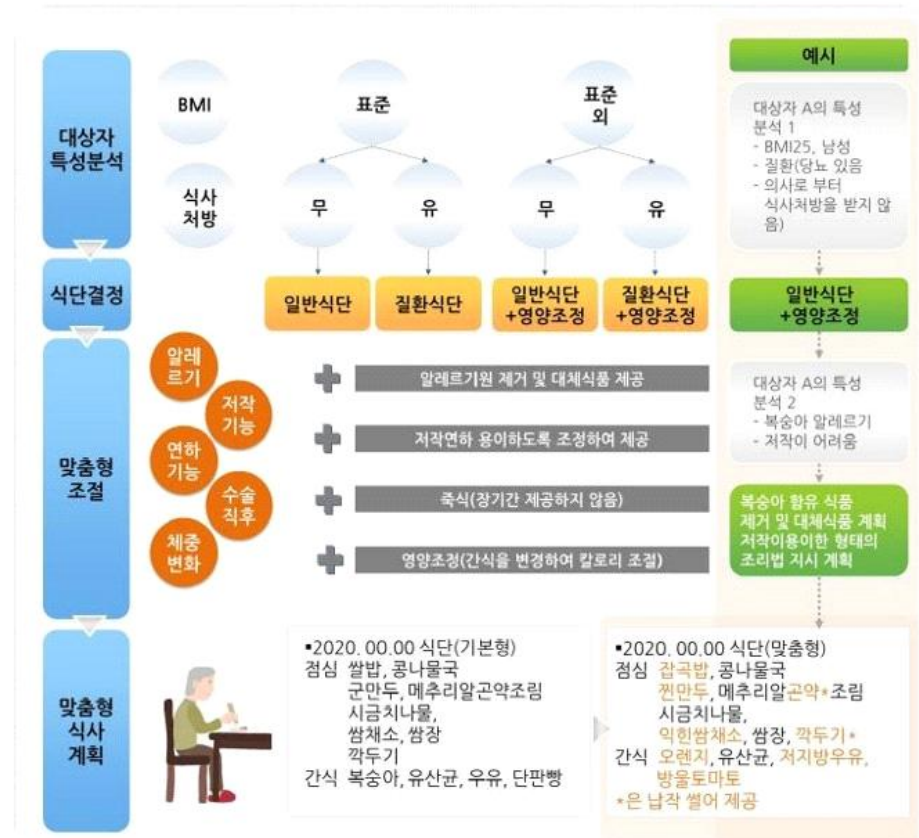 대상자
특성분석
BMI
표준
표준
외
식사
처방
무
유
무
유
식단결정
일반식단
질환식단
일반식단
+영양조정
질환식단
+영양조정
맞춤형
조절
알레
르기
저작
기능
연하
기능
수술
직후
체중
변화
알레르기원 제거 및 대체식품 제공
저작연하 용이하도록 조정하여 제공
죽식(장기간 제공하지 않음)
영양조정(간식을 변경하여 칼로리 조절)
맞춤형
식사
계획
▪2020. 00.00 식단(기본형)
점심 쌀밥, 콩나물국
군만두, 메추리알곤약조림
시금치나물,
쌈채소, 쌈장
깍두기
간식 복숭아, 유산균, 우유, 단판빵
예시
대상자 A의 특성
분석 1
- BMI25, 남성
- 질환(당뇨 있음
- 의사로 부터
식사처방을 받지 않
음)
일반식단
+영양조정
대상자 A의 특성
분석 2
- 복숭아 알레르기
- 저작이 어려움
복숭아 함유 식품
제거 및 대체식품 계획
저작이용이한 형태의
조리법 지시 계획
▪2020. 00.00 식단(맞춤형)
점심 잡곡밥, 콩나물국
찐만두, 메추리알곤약*조림
시금치나물,
익힌쌈채소, 쌈장, 깍두기*
간식 오렌지, 유산균, 저지방우유,
방울토마토
*은 납작 썰어 제공